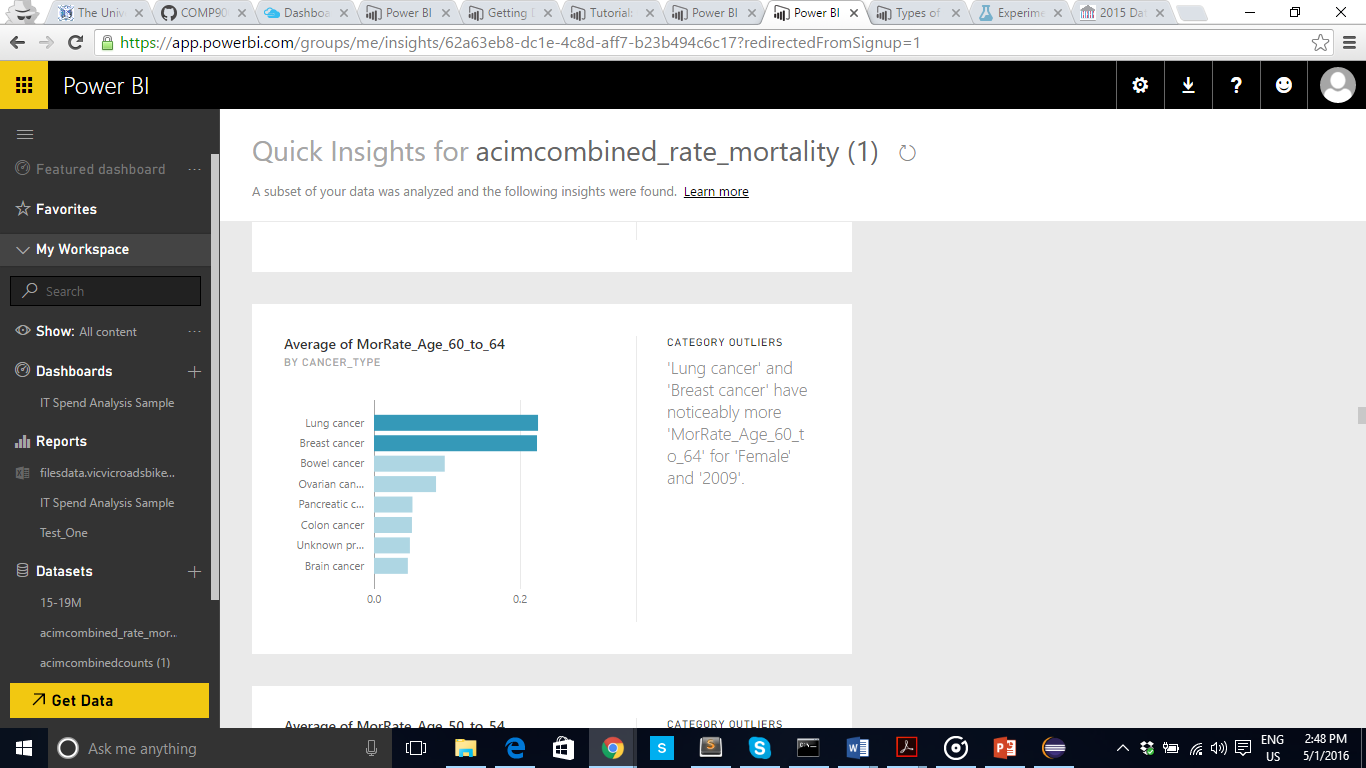 The Univ
COMP90
Dashboa
Power BI
Getting D
Tutorial:
Power BI
Power BI
Types of
Experime
2015 Dat
https://app.powerbi.com/groups/me/insights/62a63eb8-dc1e-4c8d-aff7-b23b494c6c17?redirectedFromSignup=1
Power BI
?
Featured dashboard
Favorites
My Workspace
Search
Show: All content
Dashboards
IT Spend Analysis Sample
Reports
filesdata.vicvicroadsbike...
IT Spend Analysis Sample
Test_One
Datasets
15-19M
acimcombined_rate_mor...
acimcombinedcounts (1)
Get Data
Quick Insights for acimcombined_rate_mortality (1)
A subset of your data was analyzed and the following insights were found. Learn more
Average of MorRate_Age_60_to_64
BY CANCER_TYPE
Lung cancer
Breast cancer
Bowel cancer
Ovarian can...
Pancreatic c...
Colon cancer
Unknown pr...
Brain cancer
0.0 0.2
CATEGORY OUTLIERS
'Lung cancer' and
'Breast cancer' have
noticeably more
'MorRate_Age_60_t
o_64' for 'Female'
and '2009'.
Average of MorRate_Age_50_to_54
CATEGORY OUTLIERS
Ask me anything
ENG
US
2:48 PM
5/1/2016